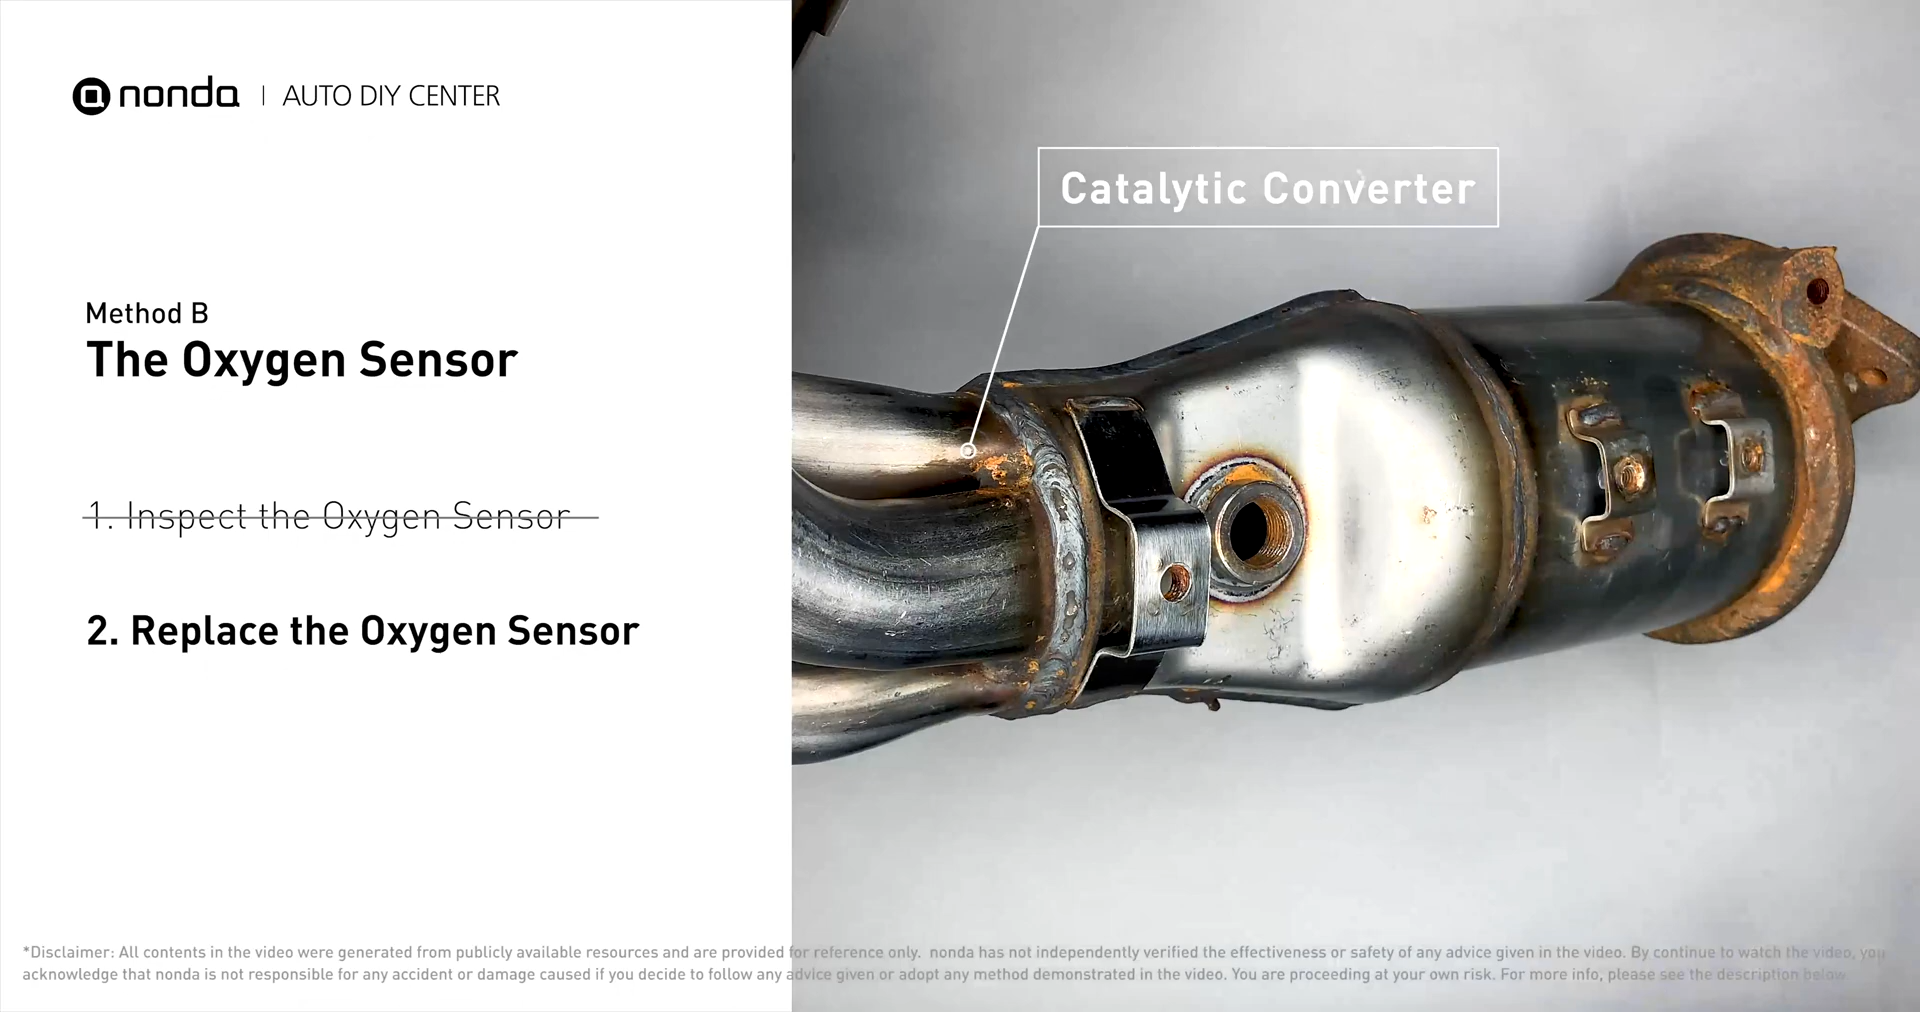 nonda | AUTO DIY CENTER
Catalytic Converter
Method B
The Oxygen Sensor
1. Inspect the Oxygen Sensor
2. Replace the Oxygen Sensor
*Disclaimer: All contents in the video were generated from publicly available resources and are provided for reference only. nonda has not independently verified the effectiveness or safety of any advice given in the video. By continue to watch the video, you
acknowledge that nonda is not responsible for any accident or damage caused if you decide to follow any advice given or adopt any method demonstrated in the video. You are proceeding at your own risk. For more info, please see the description below